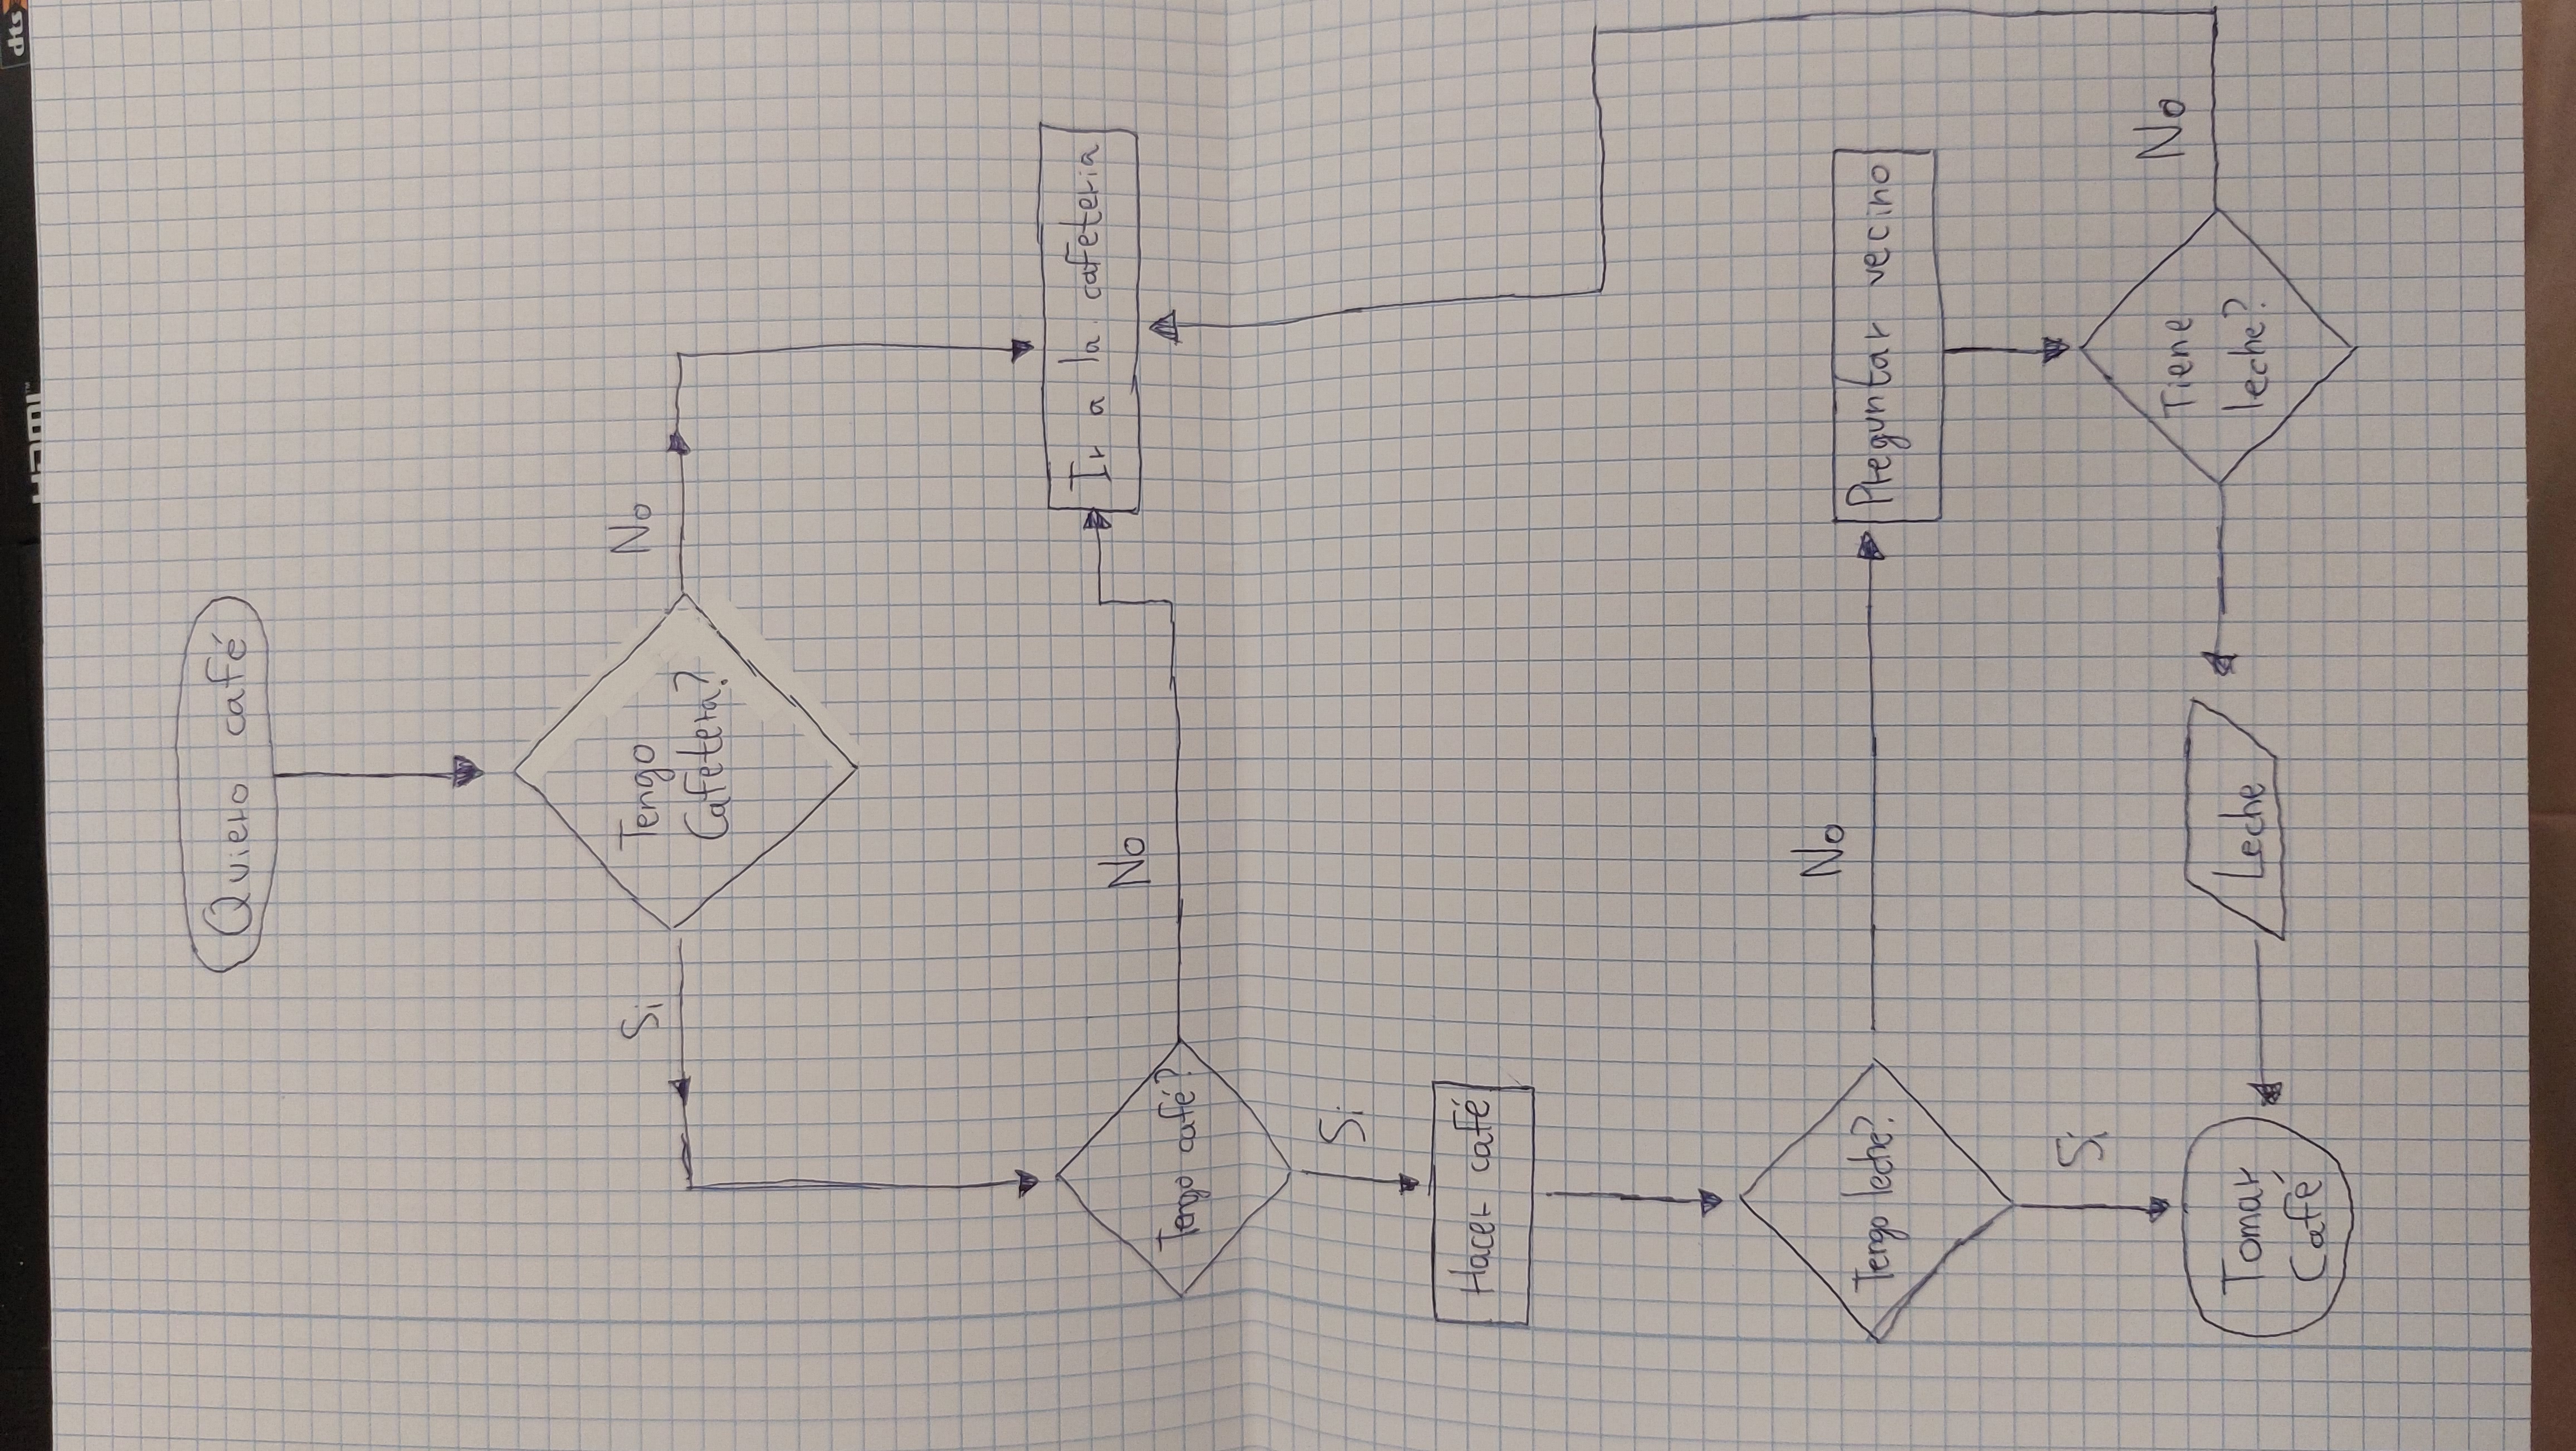 dts
HDMI™
Quiero café
Si
No
Tengo
Cafetera?
Ir a la cafeteria
No
Tengo café?
Si
Hacer café
No
Tengo leche?
Preguntar vecino
Si
No
Tiene
leche?
Leche
Tomar
Café